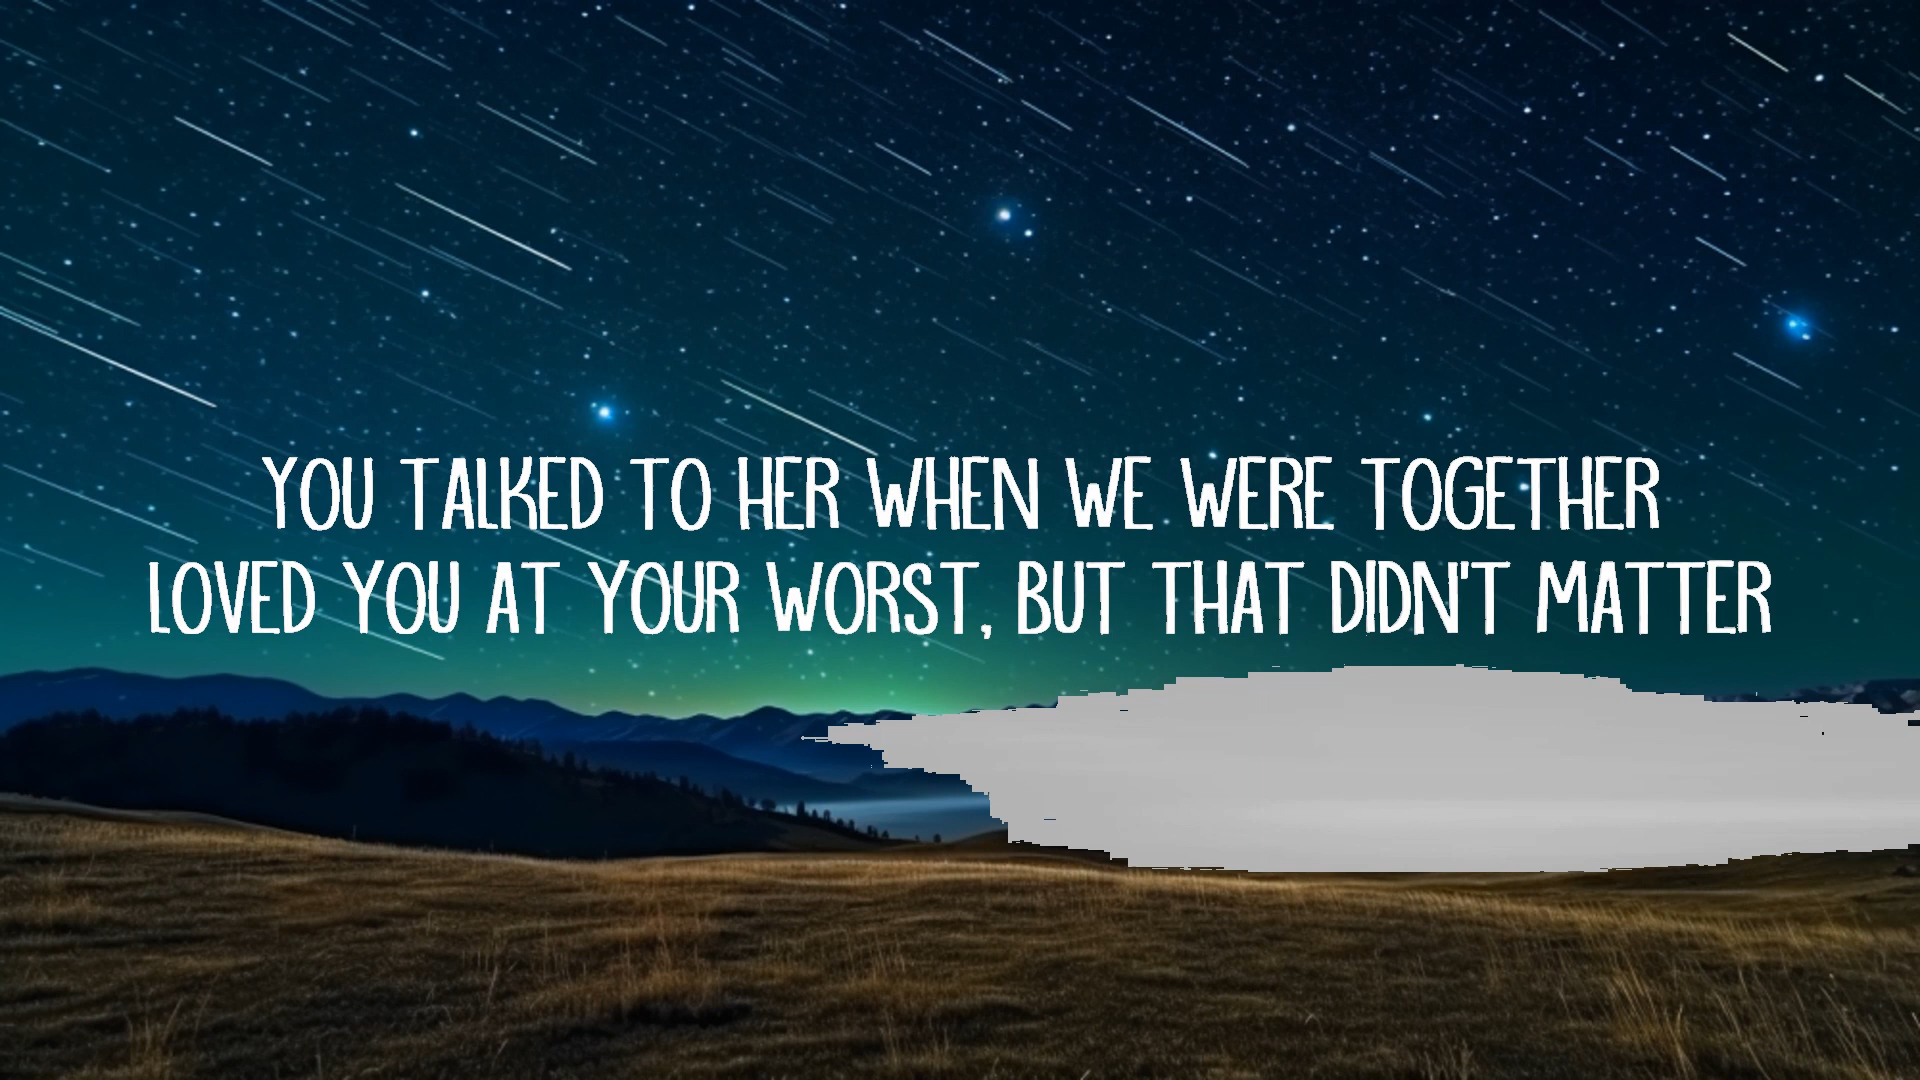 YOU TALKED TO HER WHEN WE WERE TOGETHER
LOVED YOU AT YOUR WORST, BUT THAT DIDN'T MATTER